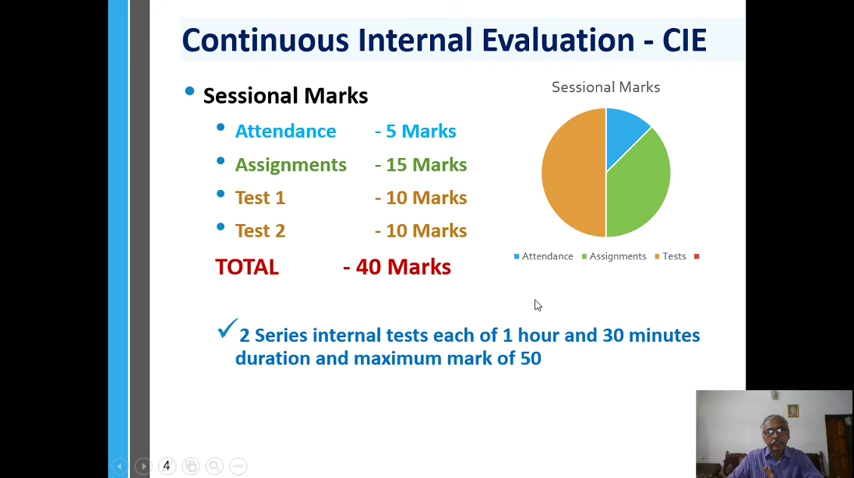 Continuous Internal Evaluation - CIE
Sessional Marks
Attendance - 5 Marks
Assignments - 15 Marks
Test 1 - 10 Marks
Test 2 - 10 Marks
TOTAL - 40 Marks
Sessional Marks
Attendance Assignments Tests
2 Series internal tests each of 1 hour and 30 minutes
duration and maximum mark of 50
4